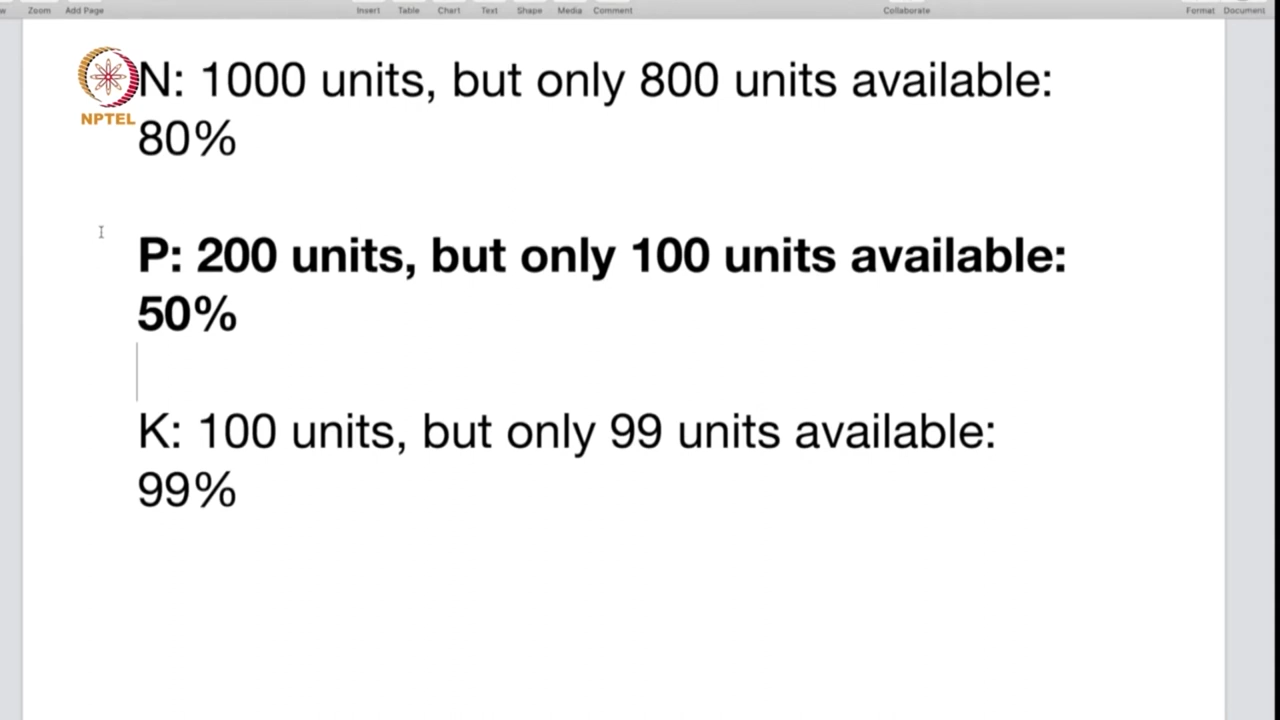 Zoom Add Page Insert Table Chart Text Shape Media Comment Collaborate Format Document
NPTEL
N: 1000 units, but only 800 units available:
80%
P: 200 units, but only 100 units available:
50%
K: 100 units, but only 99 units available:
99%